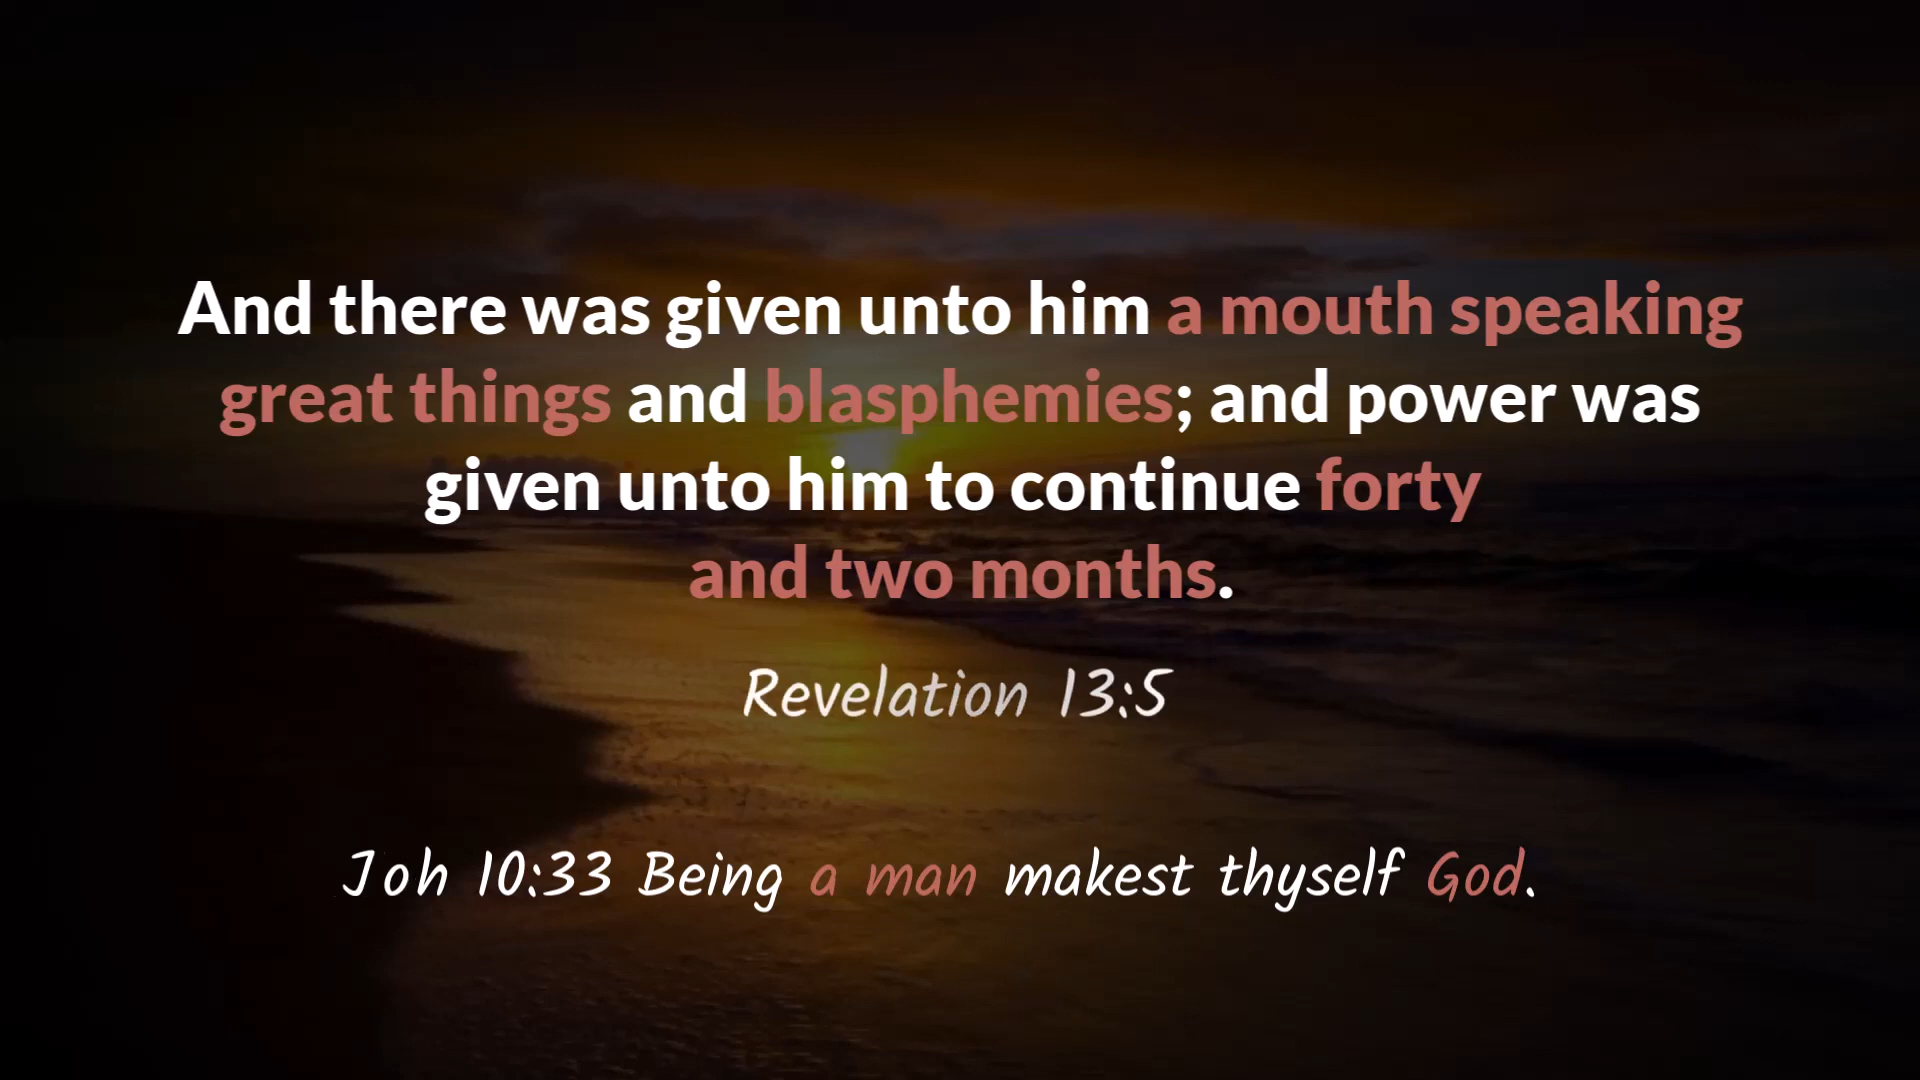 And there was given unto him a mouth speaking
great things and blasphemies; and power was
given unto him to continue forty
and two months.
Revelation 13:5
Joh 10:33 Being a man makest thyself God.